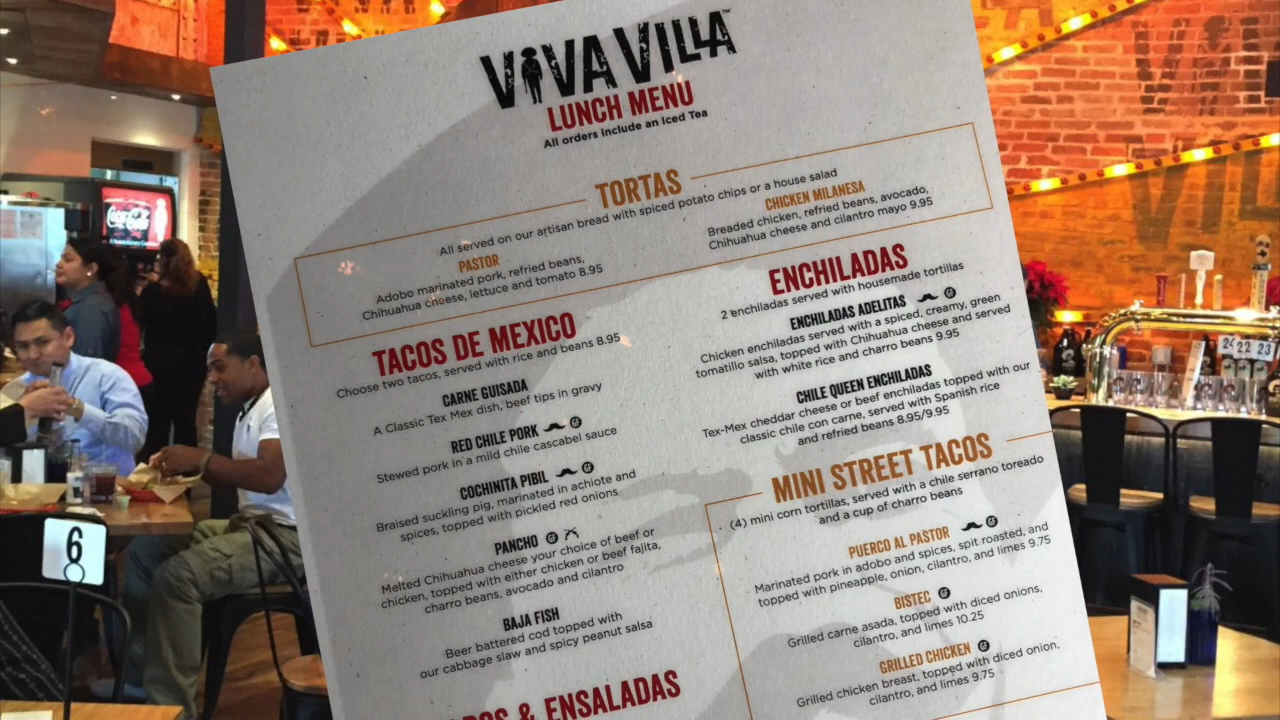 VIVA VILLA™
LUNCH MENU
All orders include an Iced Tea
TORTAS
All served on our artisan bread with spiced potato chips or a house salad
PASTOR
Adobo marinated pork, refried beans,
Chihuahua cheese, lettuce and tomato 8.95
CHICKEN MILANESA
Breaded chicken, refried beans, avocado,
Chihuahua cheese and cilantro mayo 9.95
TACOS DE MEXICO
Choose two tacos, served with rice and beans 8.95
CARNE GUISADA
A Classic Tex Mex dish, beef tips in gravy
RED CHILE PORK
Stewed pork in a mild chile cascabel sauce
COCHINITA PIBIL
Braised suckling pig, marinated in achiote and
spices, topped with pickled red onions
PANCHO
Melted Chihuahua cheese your choice of beef or
chicken, topped with either chicken or beef fajita,
charro beans, avocado and cilantro
BAJA FISH
Beer battered cod topped with
our cabbage slaw and spicy peanut salsa
& ENSALADAS
ENCHILADAS
2 enchiladas served with housemade tortillas
ENCHILADAS ADELITAS
Chicken enchiladas served with a spiced, creamy, green
tomatillo salsa, topped with Chihuahua cheese and served
with white rice and charro beans 9.95
CHILE QUEEN ENCHILADAS
Tex-Mex cheddar cheese or beef enchiladas topped with our
classic chile con carne, served with Spanish rice
and refried beans 8.95/9.95
MINI STREET TACOS
(4) mini corn tortillas, served with a chile serrano toreado
and a cup of charro beans
PUERCO AL PASTOR
Marinated pork in adobo and spices, spit roasted, and
topped with pineapple, onion, cilantro, and limes 9.75
BISTEC
Grilled carne asada, topped with diced onions,
cilantro, and limes 10.25
GRILLED CHICKEN
Grilled chicken breast, topped with diced onion,
cilantro, and limes 9.75
Coca-Cola
6
22 23